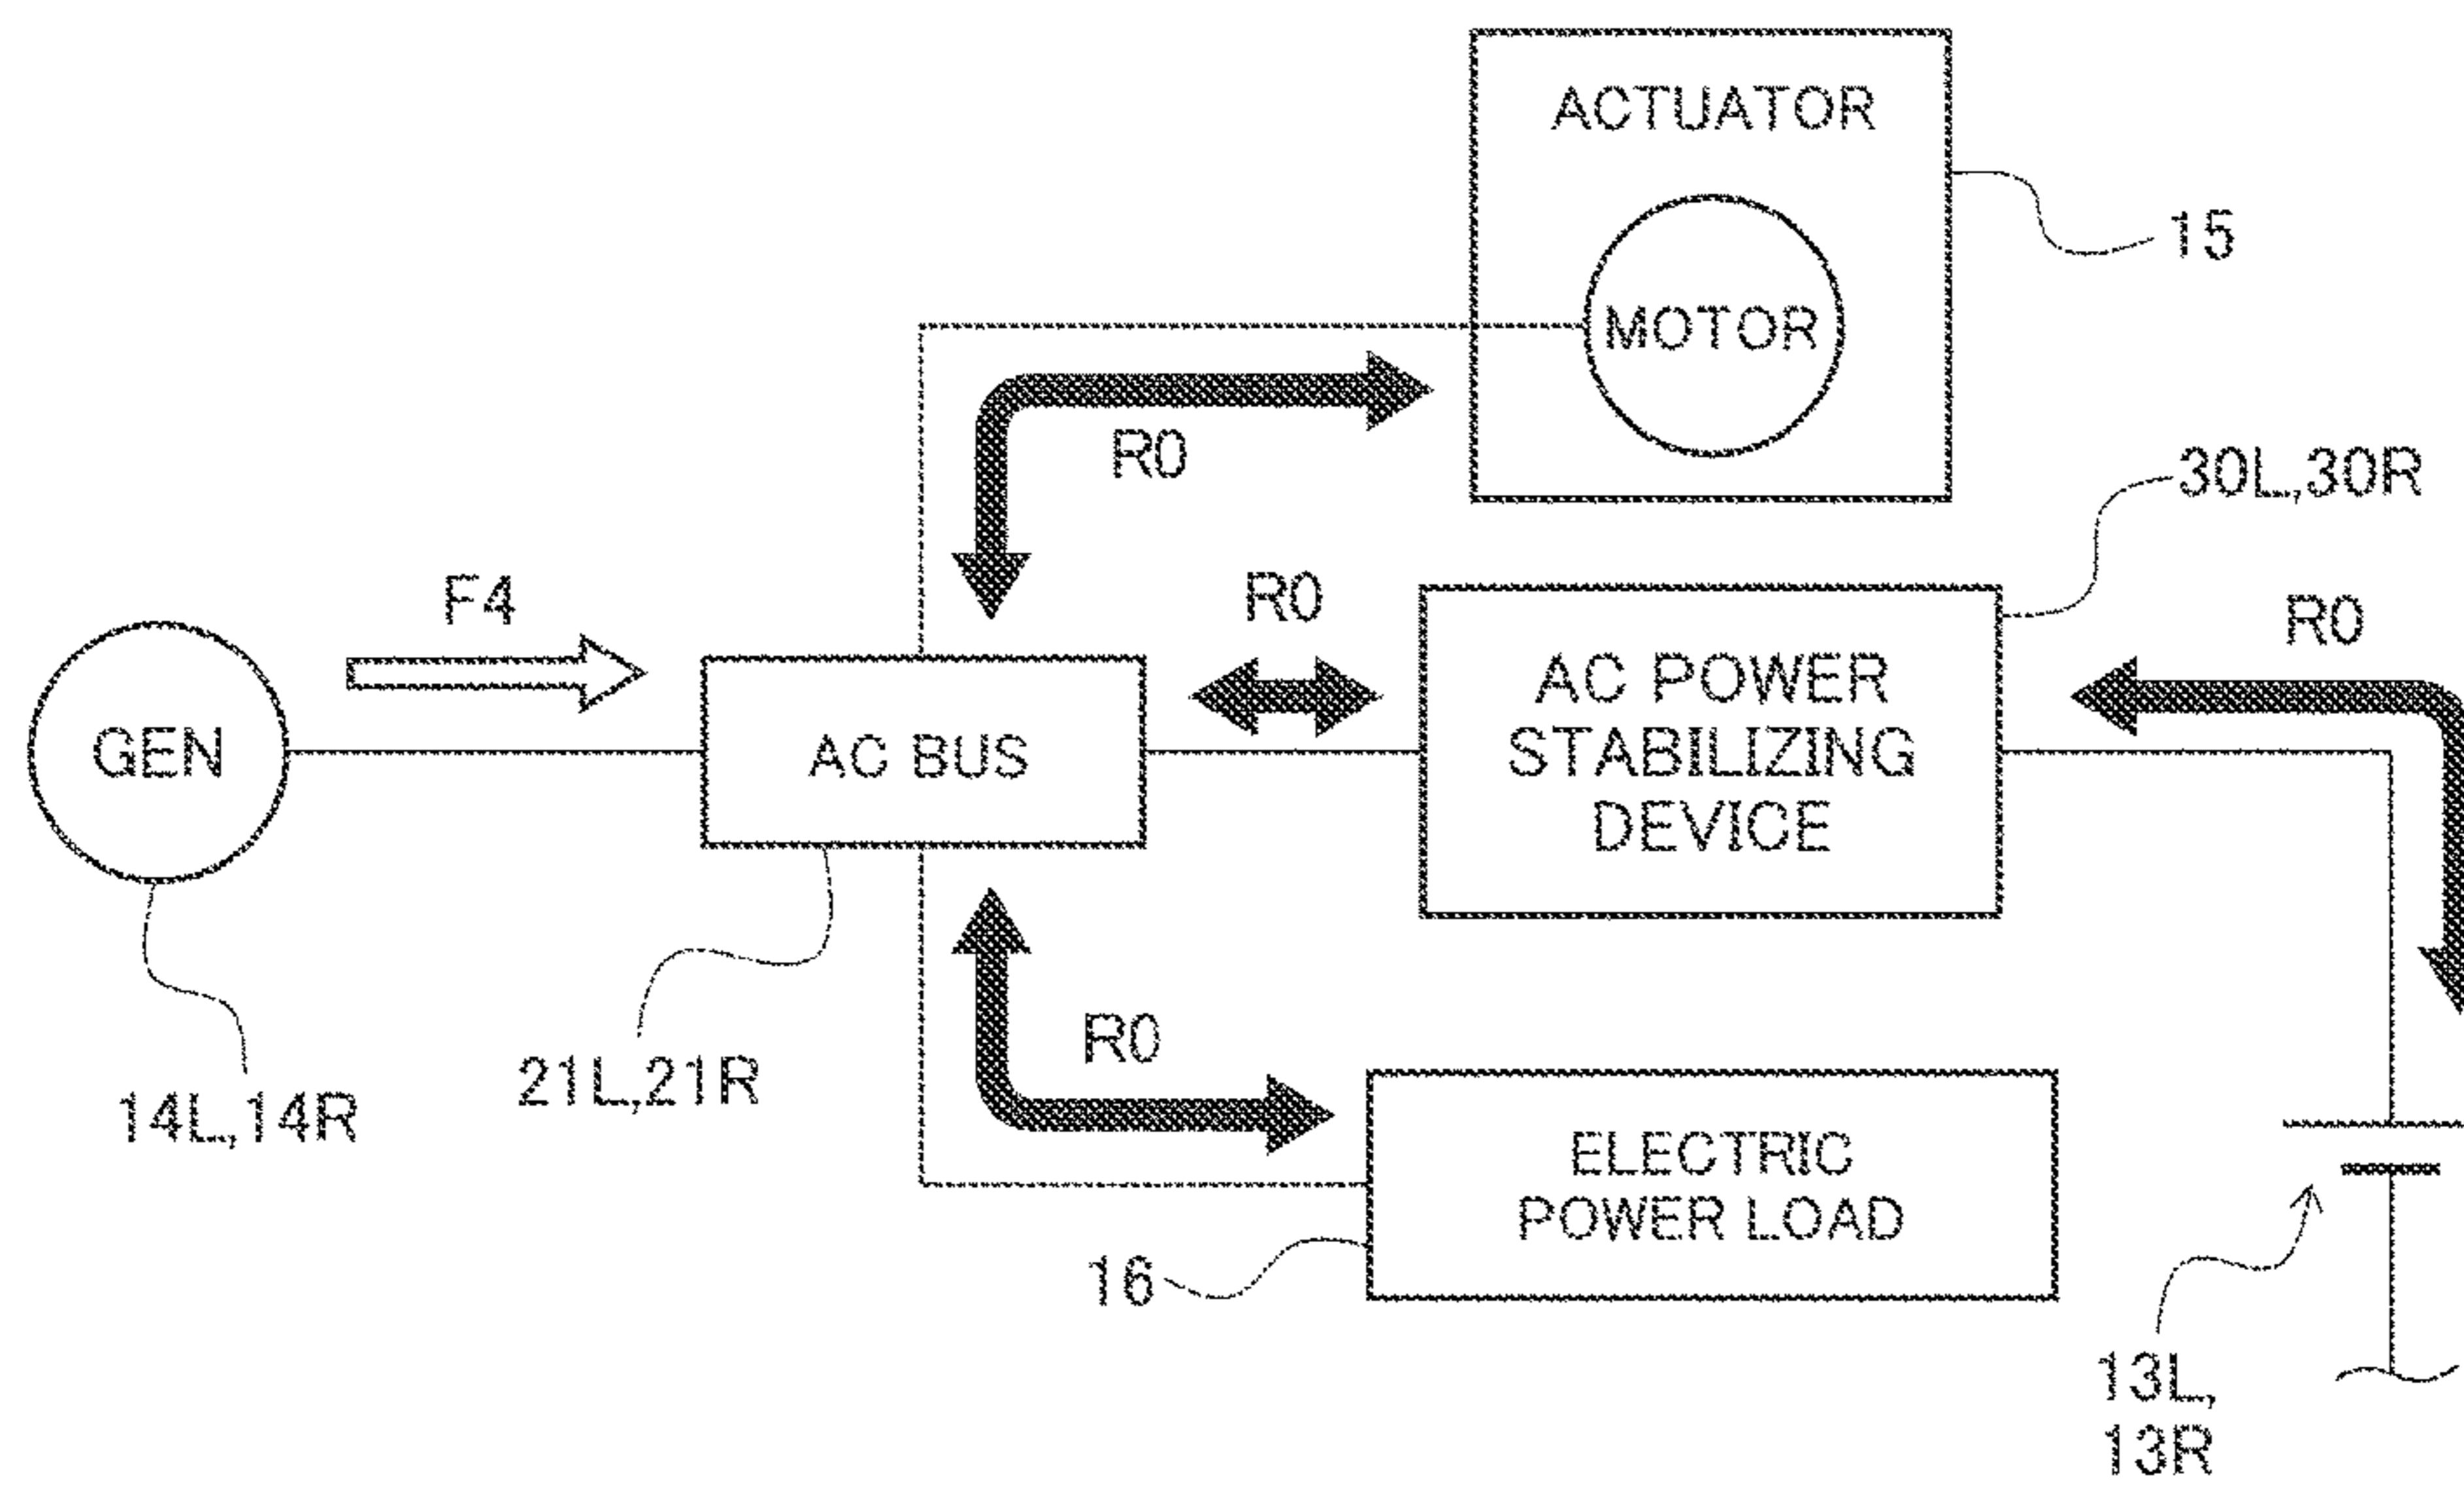 ACTUATOR
MOTOR
15
R0
30L,30R
F4
R0
R0
GEN
AC BUS
AC POWER
STABILIZING
DEVICE
14L,14R
21L,21R
R0
ELECTRIC
POWER LOAD
16
13L,
13R